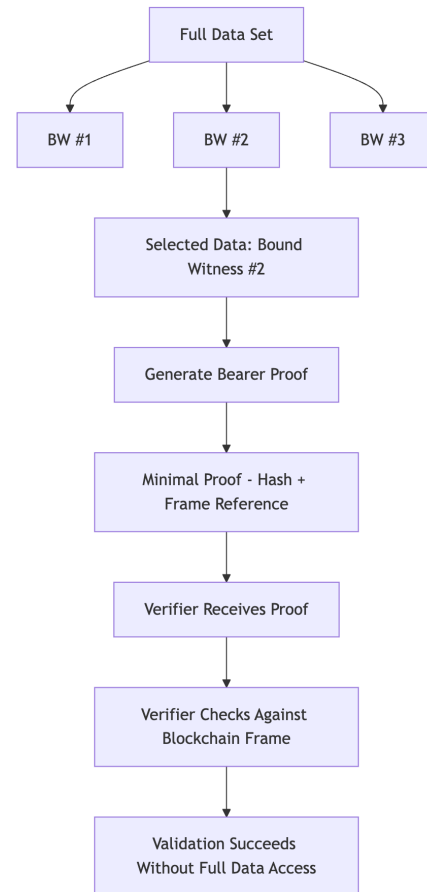 Full Data Set
BW #1
BW #2
BW #3
Selected Data: Bound
Witness #2
Generate Bearer Proof
Minimal Proof - Hash +
Frame Reference
Verifier Receives Proof
Verifier Checks Against
Blockchain Frame
Validation Succeeds
Without Full Data Access